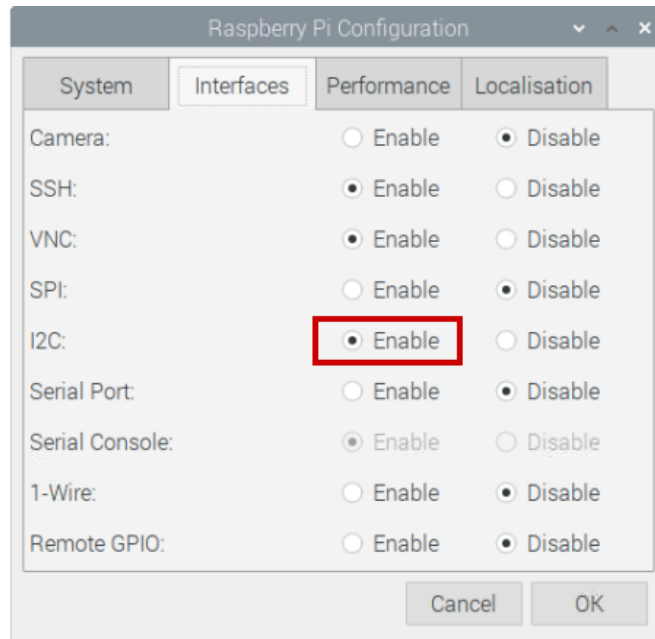 Raspberry Pi Configuration
System Interfaces Performance Localisation
Camera: Enable Disable
SSH: Enable Disable
VNC: Enable Disable
SPI: Enable Disable
I2C: Enable Disable
Serial Port: Enable Disable
Serial Console: Enable Disable
1-Wire: Enable Disable
Remote GPIO: Enable Disable
Cancel OK